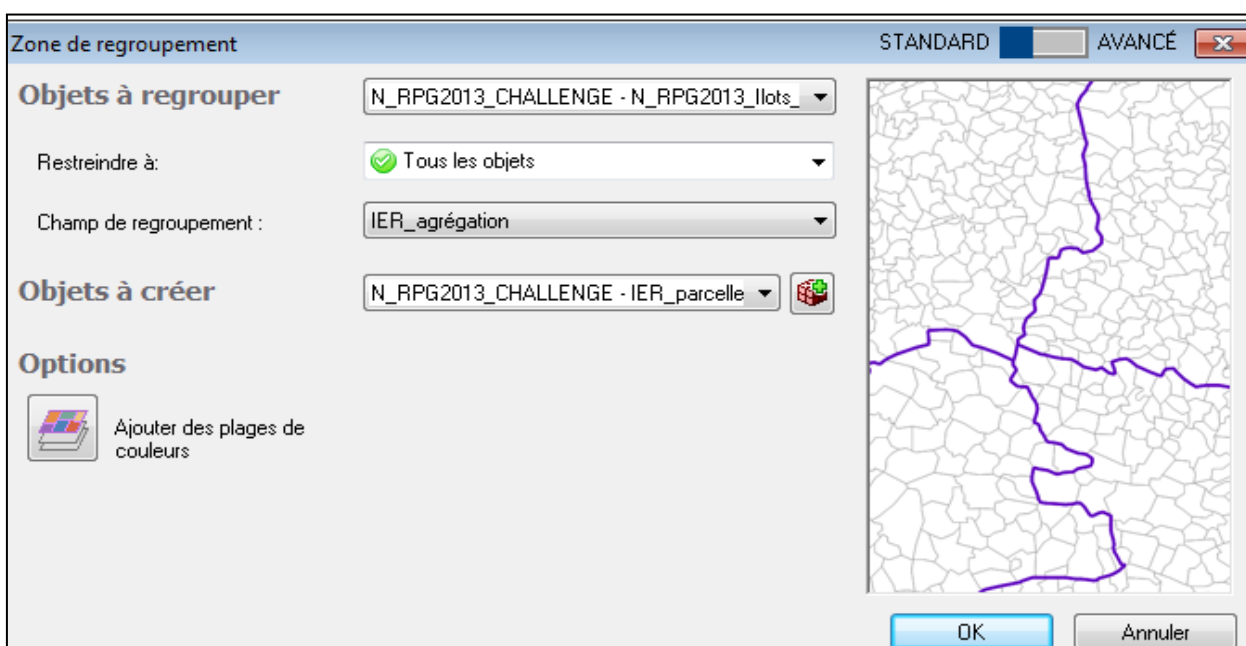 Zone de regroupement STANDARD AVANCÉ
Objets à regrouper N_RPG2013_CHALLENGE - N_RPG2013_Ilots_
Restreindre à: Tous les objets
Champ de regroupement : IER_agrégation
Objets à créer N_RPG2013_CHALLENGE - IER_parcelle
Options
Ajouter des plages de
couleurs
OK Annuler